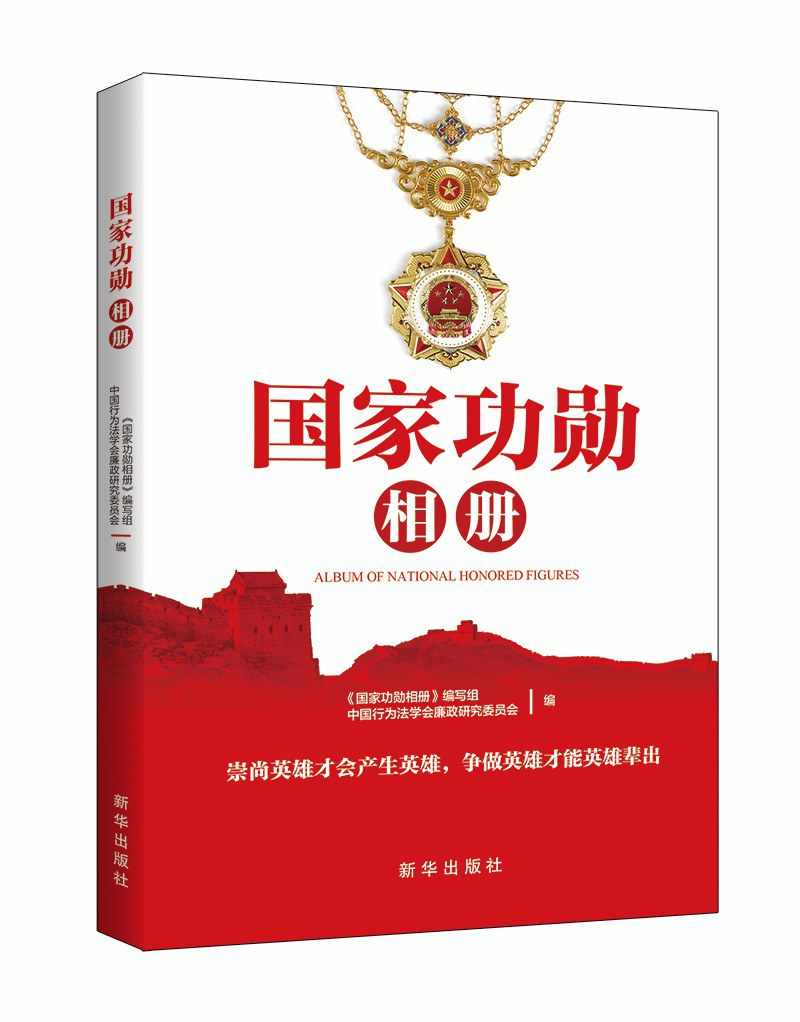 国家功勋
相册
ALBUM OF NATIONAL HONORED FIGURES
《国家功勋相册》编写组
中国行为法学会廉政研究委员会
编
崇尚英雄才会产生英雄，争做英雄才能英雄辈出
新华出版社
国家功勋
相册
《国家功勋相册》编写组
中国行为法学会廉政研究委员会
编
新华出版社